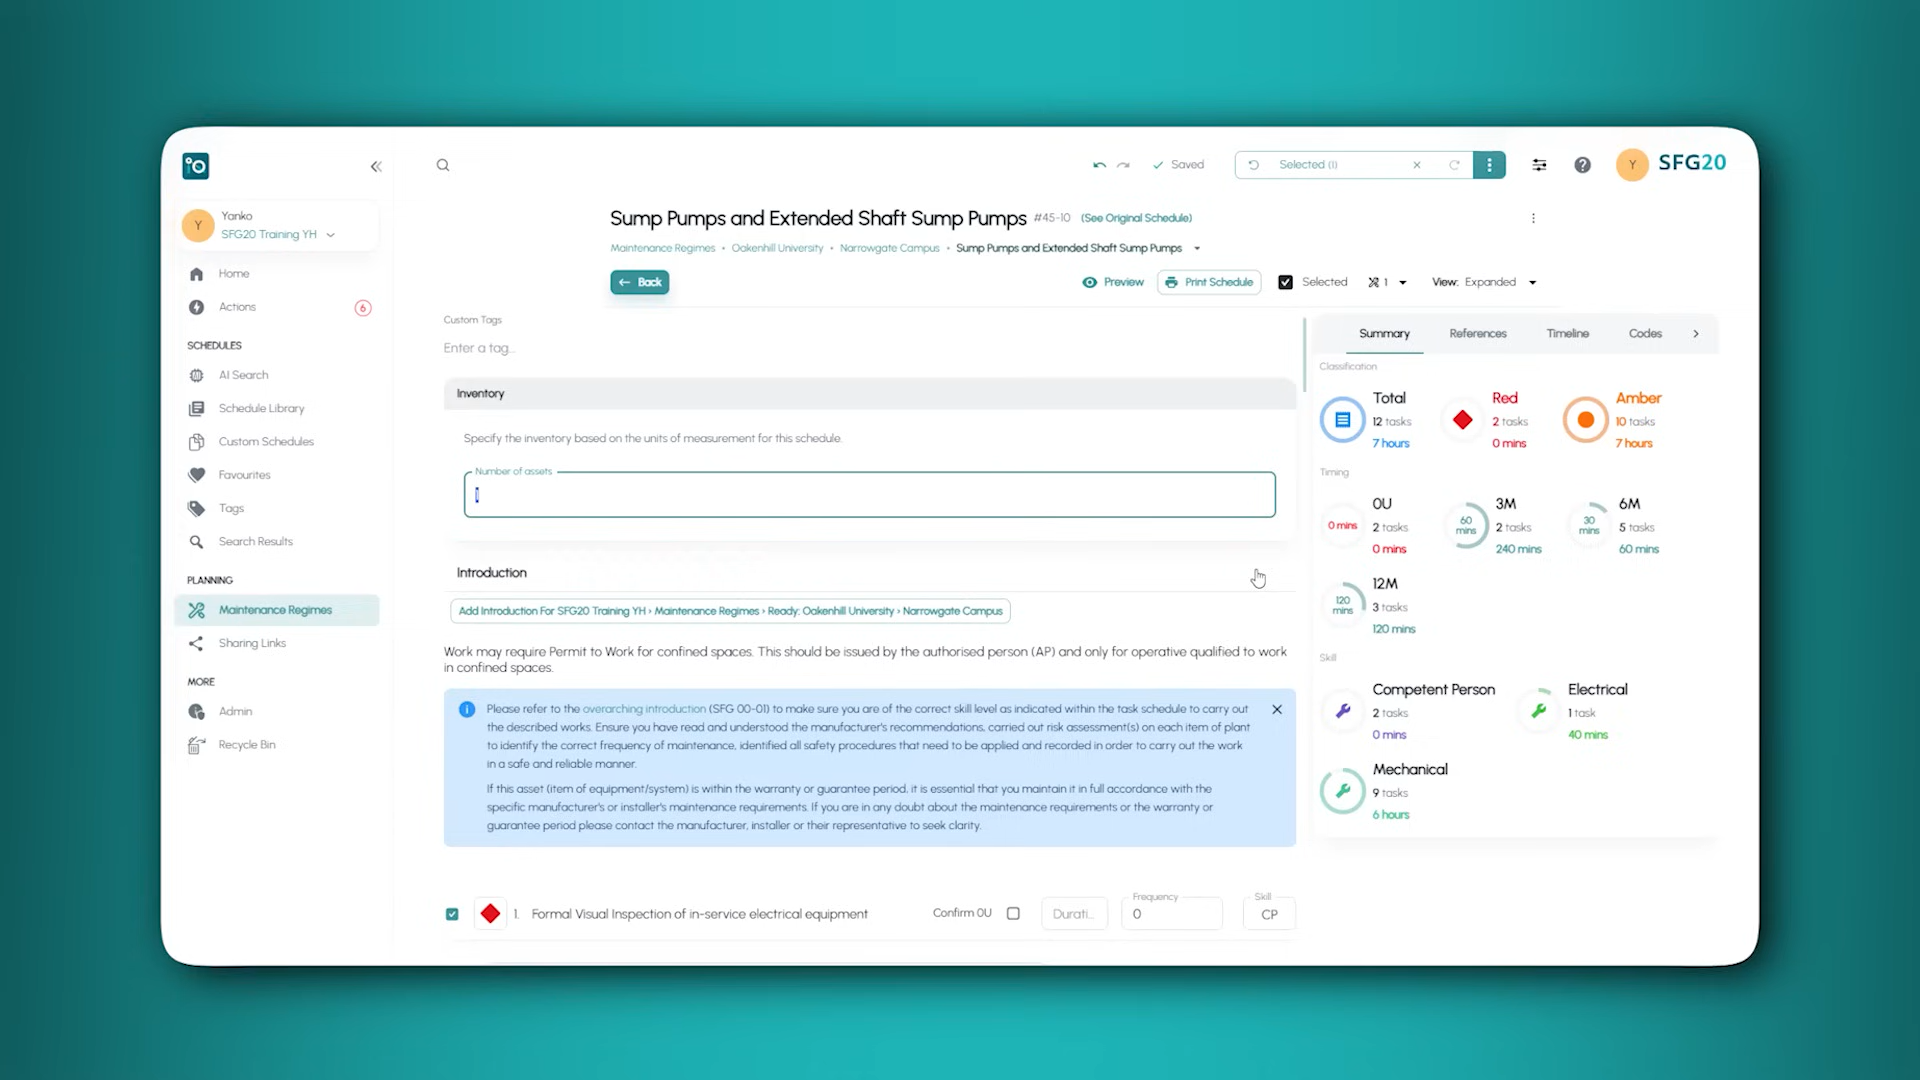 Yanko
SFG20 Training YH
Home
Actions
6
SCHEDULES
AI Search
Schedule Library
Custom Schedules
Favourites
Tags
Search Results
PLANNING
Maintenance Regimes
Sharing Links
MORE
Admin
Recycle Bin
Saved
Selected (1)
Y
SFG20
Y
Sump Pumps and Extended Shaft Sump Pumps #45-10 (See Original Schedule)
Maintenance Regimes • Oakenhill University • Narrowgate Campus • Sump Pumps and Extended Shaft Sump Pumps
Back
Preview
Print Schedule
Selected
1
View: Expanded
Custom Tags
Enter a tag...
Inventory
Specify the inventory based on the units of measurement for this schedule.
Number of assets
Introduction
Add Introduction For SFG20 Training YH › Maintenance Regimes › Ready: Oakenhill University › Narrowgate Campus
Work may require Permit to Work for confined spaces. This should be issued by the authorised person (AP) and only for operative qualified to work
in confined spaces.
Please refer to the overarching introduction (SFG 00-01) to make sure you are of the correct skill level as indicated within the task schedule to carry out
the described works. Ensure you have read and understood the manufacturer's recommendations, carried out risk assessment(s) on each item of plant
to identify the correct frequency of maintenance, identified all safety procedures that need to be applied and recorded in order to carry out the work
in a safe and reliable manner.
If this asset (item of equipment/system) is within the warranty or guarantee period, it is essential that you maintain it in full accordance with the
specific manufacturer's or installer's maintenance requirements. If you are in any doubt about the maintenance requirements or the warranty or
guarantee period please contact the manufacturer, installer or their representative to seek clarity.
1. Formal Visual Inspection of in-service electrical equipment
Confirm 0U
Durati...
Frequency
0
Skill
CP
Summary
References
Timeline
Codes
Classification
Total
12 tasks
7 hours
Red
2 tasks
0 mins
Amber
10 tasks
7 hours
Timing
0 mins
0U
2 tasks
0 mins
60 mins
3M
2 tasks
240 mins
30 mins
6M
5 tasks
60 mins
120 mins
12M
3 tasks
120 mins
Skill
Competent Person
2 tasks
0 mins
Electrical
1 task
40 mins
Mechanical
9 tasks
6 hours